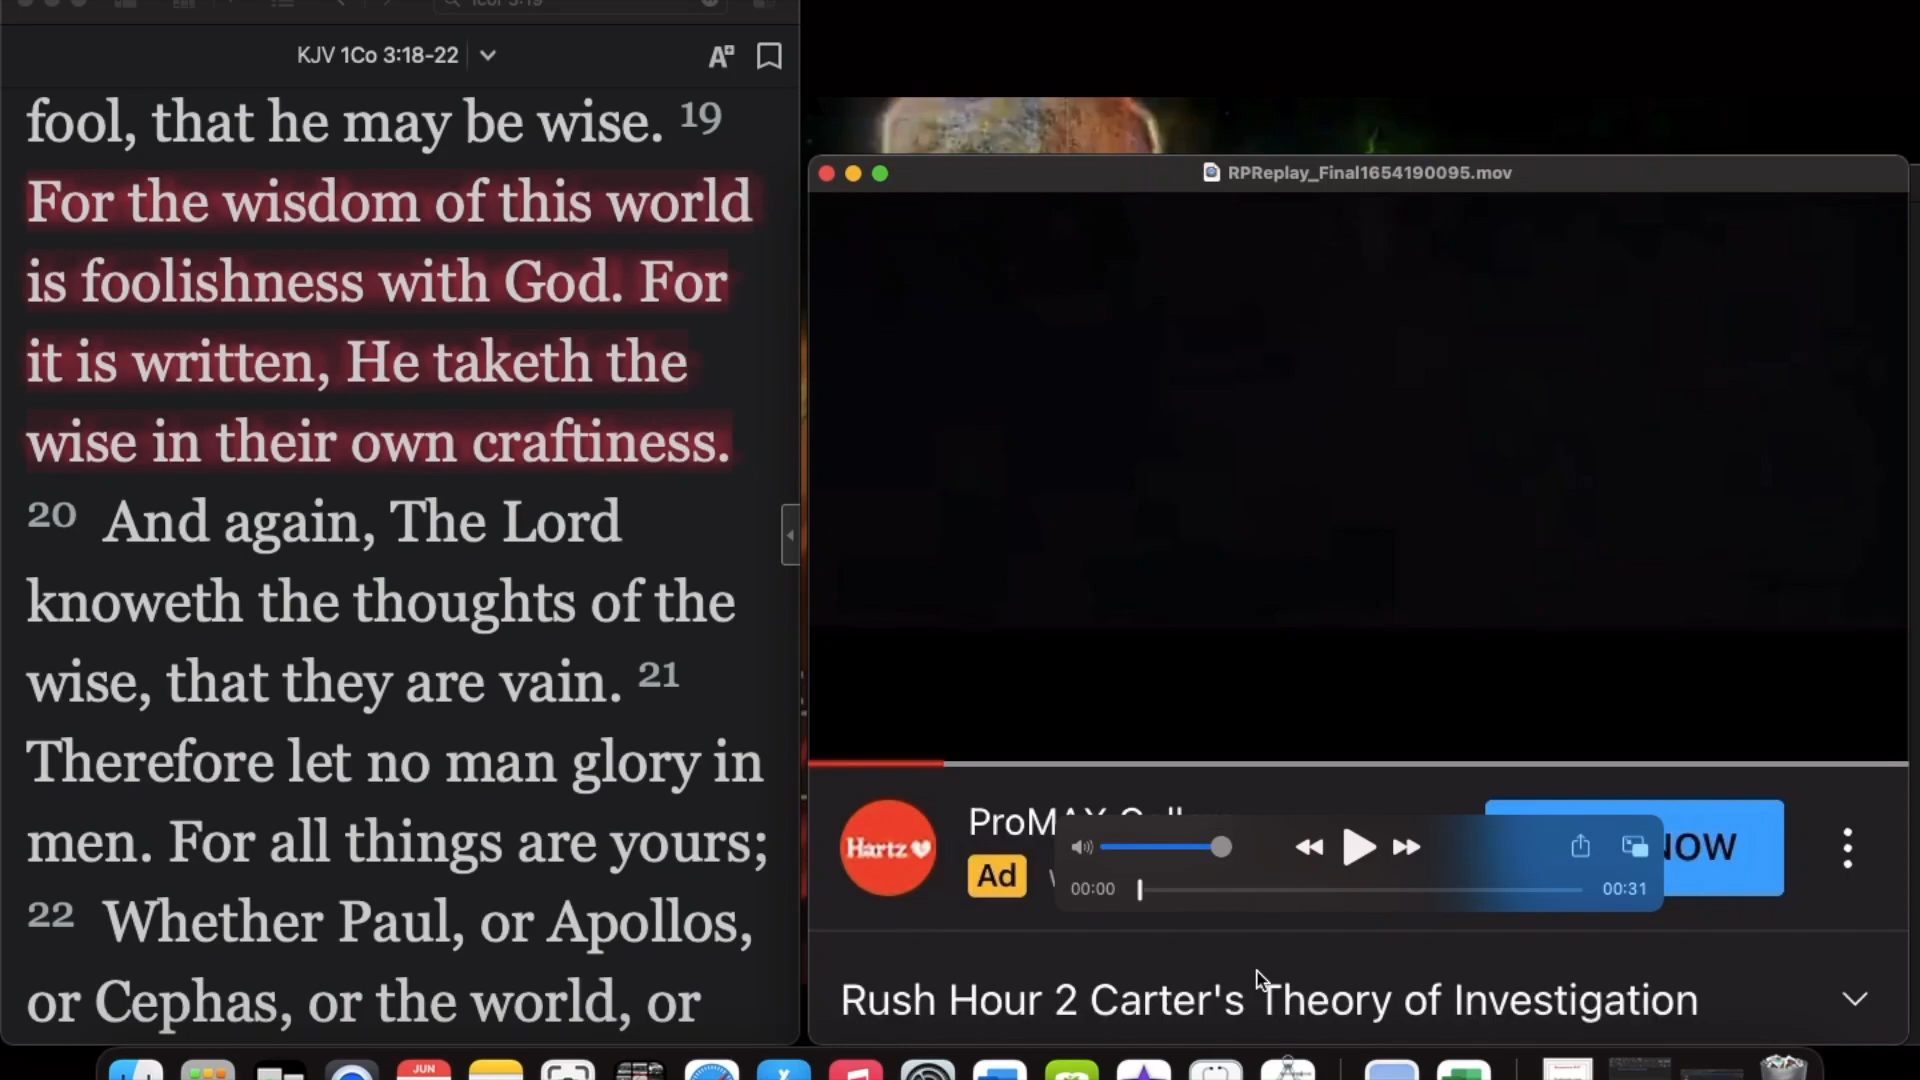 KJV 1Co 3:18-22
fool, that he may be wise. 19
For the wisdom of this world
is foolishness with God. For
it is written, He taketh the
wise in their own craftiness.
20 And again, The Lord
knoweth the thoughts of the
wise, that they are vain. 21
Therefore let no man glory in
men. For all things are yours;
22 Whether Paul, or Apollos,
or Cephas, or the world, or
RPReplay_Final1654190095.mov
Hartz
Ad
NOW
00:00
00:31
Rush Hour 2 Carter's Theory of Investigation
JUN